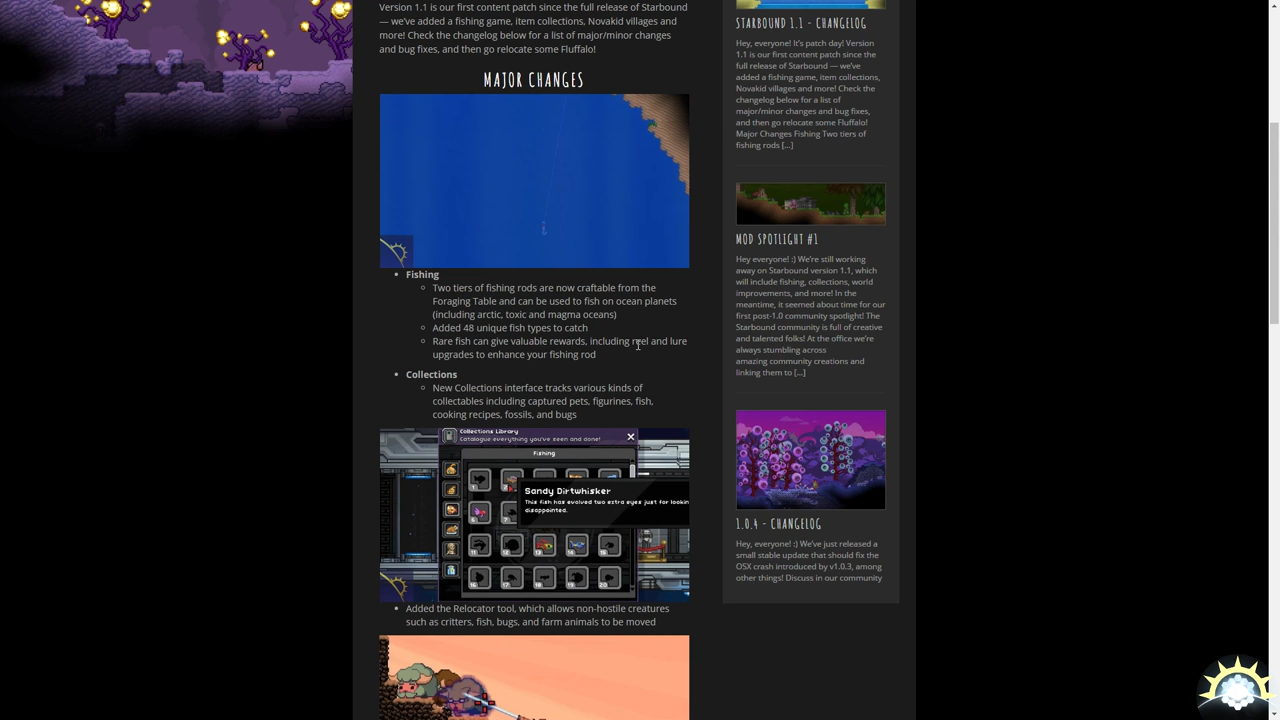 Version 1.1 is our first content patch since the full release of Starbound
— we've added a fishing game, item collections, Novakid villages and
more! Check the changelog below for a list of major/minor changes
and bug fixes, and then go relocate some Fluffalo!
MAJOR CHANGES
Fishing
Two tiers of fishing rods are now craftable from the
Foraging Table and can be used to fish on ocean planets
(including arctic, toxic and magma oceans)
Added 48 unique fish types to catch
Rare fish can give valuable rewards, including reel and lure
upgrades to enhance your fishing rod
Collections
New Collections interface tracks various kinds of
collectables including captured pets, figurines, fish,
cooking recipes, fossils, and bugs
Collections Library
Catalogue everything you've seen and done!
Fishing
Sandy Dirtwhisker
This fish has evolved two extra eyes just for lookin
disappointed.
1
6 7
11 12 13 14 15
16 17 18 19 20
Added the Relocator tool, which allows non-hostile creatures
such as critters, fish, bugs, and farm animals to be moved
STARBOUND 1.1 – CHANGELOG
Hey, everyone! It's patch day! Version
1.1 is our first content patch since the
full release of Starbound — we've
added a fishing game, item collections,
Novakid villages and more! Check the
changelog below for a list of
major/minor changes and bug fixes,
and then go relocate some Fluffalo!
Major Changes Fishing Two tiers of
fishing rods [...]
MOD SPOTLIGHT #1
Hey everyone! :) We're still working
away on Starbound version 1.1, which
will include fishing, collections, world
improvements, and more! In the
meantime, it seemed about time for our
first post-1.0 community spotlight! The
Starbound community is full of creative
and talented folks! At the office we're
always stumbling across
amazing community creations and
linking them to [...]
1.0.4 – CHANGELOG
Hey, everyone! :) We've just released a
small stable update that should fix the
OSX crash introduced by v1.0.3, among
other things! Discuss in our community